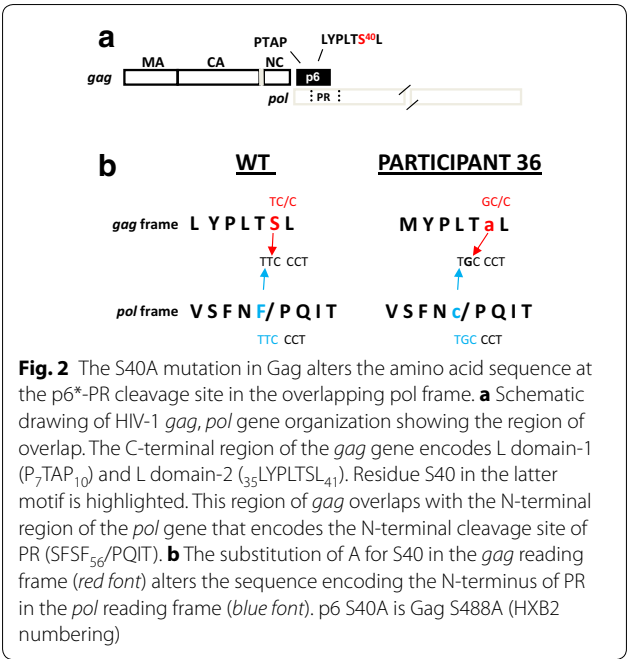 a
PTAP
LYPLTS⁴⁰L
MA CA NC
gag p6
pol PR
b
WT PARTICIPANT 36
TC/C GC/C
gag frame L Y P L T S L M Y P L T a L
TTC CCT TGC CCT
pol frame V S F N F/ P Q I T V S F N c/ P Q I T
TTC CCT TGC CCT
Fig. 2 The S40A mutation in Gag alters the amino acid sequence at
the p6*-PR cleavage site in the overlapping pol frame. a Schematic
drawing of HIV-1 gag, pol gene organization showing the region of
overlap. The C-terminal region of the gag gene encodes L domain-1
(P₇TAP₁₀) and L domain-2 (₃₅LYPLTSL₄₁). Residue S40 in the latter
motif is highlighted. This region of gag overlaps with the N-terminal
region of the pol gene that encodes the N-terminal cleavage site of
PR (SFSF₅₆/PQIT). b The substitution of A for S40 in the gag reading
frame (red font) alters the sequence encoding the N-terminus of PR
in the pol reading frame (blue font). p6 S40A is Gag S488A (HXB2
numbering)